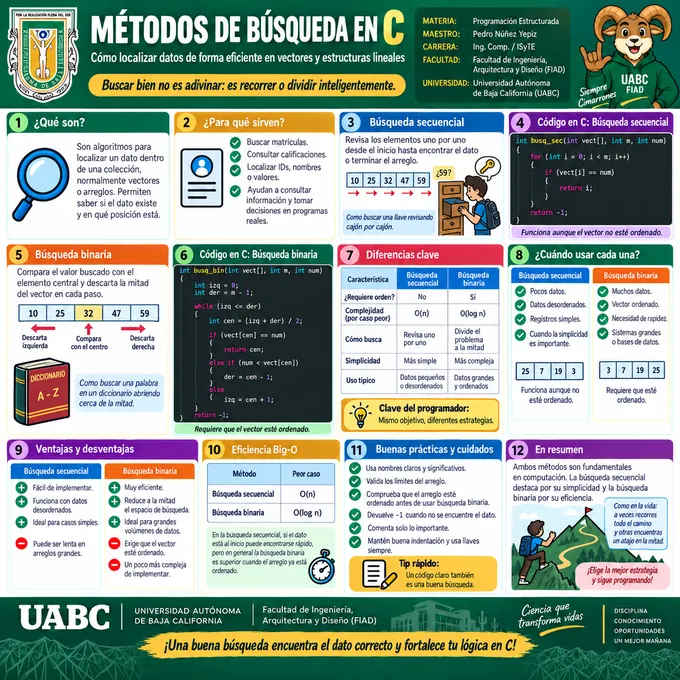 POR LA REALIZACIÓN PLENA DEL SER
MÉTODOS DE BÚSQUEDA EN C
Cómo localizar datos de forma eficiente en vectores y estructuras lineales
Buscar bien no es adivinar: es recorrer o dividir inteligentemente.
MATERIA: Programación Estructurada
MAESTRO: Pedro Núñez Yepiz
CARRERA: Ing. Comp. / ISyTE
FACULTAD: Facultad de Ingeniería,
Arquitectura y Diseño (FIAD)
UNIVERSIDAD: Universidad Autónoma
de Baja California (UABC)
Siempre
Cimarrones
UABC
FIAD
1 ¿Qué son?
Son algoritmos para
localizar un dato dentro
de una colección,
normalmente vectores
o arreglos. Permiten
saber si el dato existe
y en qué posición está.
2 ¿Para qué sirven?
Buscar matrículas.
Consultar calificaciones.
Localizar IDs, nombres
o valores.
Ayudan a consultar
información y tomar
decisiones en programas
reales.
3 Búsqueda secuencial
Revisa los elementos uno por uno
desde el inicio hasta encontrar el dato
o terminar el arreglo.
10 25 32 47 59
¿59?
Como buscar una llave revisando
cajón por cajón.
4 Código en C: Búsqueda secuencial
int busq_sec(int vect[], int m, int num)
{
for (int i = 0; i < m; i++)
{
if (vect[i] == num)
{
return i;
}
}
return -1;
}
Funciona aunque el vector no esté ordenado.
5 Búsqueda binaria
Compara el valor buscado con el
elemento central y descarta la mitad
del vector en cada paso.
10 25 32 47 59
Descarta
izquierda
Compara
con el centro
Descarta
derecha
DICCIONARIO
A - Z
Como buscar una palabra
en un diccionario abriendo
cerca de la mitad.
6 Código en C: Búsqueda binaria
int busq_bin(int vect[], int m, int num)
{
int izq = 0;
int der = m - 1;
while (izq <= der)
{
int cen = (izq + der) / 2;
if (vect[cen] == num)
{
return cen;
}
else if (num < vect[cen])
{
der = cen - 1;
}
else
izq = cen + 1;
}
return -1;
Requiere que el vector esté ordenado.
7 Diferencias clave
Característica Búsqueda secuencial Búsqueda binaria
¿Requiere orden? No Sí
Complejidad (por caso peor) O(n) O(log n)
Cómo busca Revisa uno por uno Divide el problema a la mitad
Simplicidad Más simple Más compleja
Uso típico Datos pequeños o desordenados Datos grandes y ordenados
Clave del programador:
Mismo objetivo, diferentes estrategias.
8 ¿Cuándo usar cada una?
Búsqueda secuencial
Pocos datos.
Datos desordenados.
Registros simples.
Cuando la simplicidad
es importante.
25 7 19 3
Funciona aunque no
esté ordenado.
Búsqueda binaria
Muchos datos.
Vector ordenado.
Necesidad de rapidez.
Sistemas grandes
o bases de datos.
3 7 19 25
Requiere que esté
ordenado.
9 Ventajas y desventajas
Búsqueda secuencial
Fácil de implementar.
Funciona con datos
desordenados.
Ideal para casos simples.
Puede ser lenta en
arreglos grandes.
Búsqueda binaria
Muy eficiente.
Reduce a la mitad
el espacio de búsqueda.
Ideal para grandes
volúmenes de datos.
Exige que el vector
esté ordenado.
Un poco más compleja
de implementar.
10 Eficiencia Big-O
Método Peor caso
Búsqueda secuencial O(n)
Búsqueda binaria O(log n)
En la búsqueda secuencial, si el dato
está al inicio puede encontrarse rápido,
pero en general la búsqueda binaria
es superior cuando el arreglo ya está
ordenado.
11 Buenas prácticas y cuidados
Usa nombres claros y significativos.
Valida los límites del arreglo.
Comprueba que el arreglo esté
ordenado antes de usar búsqueda binaria.
Devuelve -1 cuando no se encuentre el dato.
Comenta solo lo importante.
Mantén buena indentación y usa llaves
siempre.
Tip rápido:
Un código claro también
es una buena búsqueda.
12 En resumen
Ambos métodos son fundamentales
en computación. La búsqueda secuencial
destaca por su simplicidad y la búsqueda
binaria por su eficiencia.
Como en la vida:
a veces recorres
todo el camino
y otras encuentras
un atajo en la mitad
¡Elige la mejor estrategia
y sigue programando!
UABC
UNIVERSIDAD AUTÓNOMA
DE BAJA CALIFORNIA
Facultad de Ingeniería,
Arquitectura y Diseño (FIAD)
Ciencia que
transforma vidas
DISCIPLINA
CONOCIMIENTO
OPORTUNIDADES
UN MEJOR MAÑANA
¡Una buena búsqueda encuentra el dato correcto y fortalece tu lógica en C!